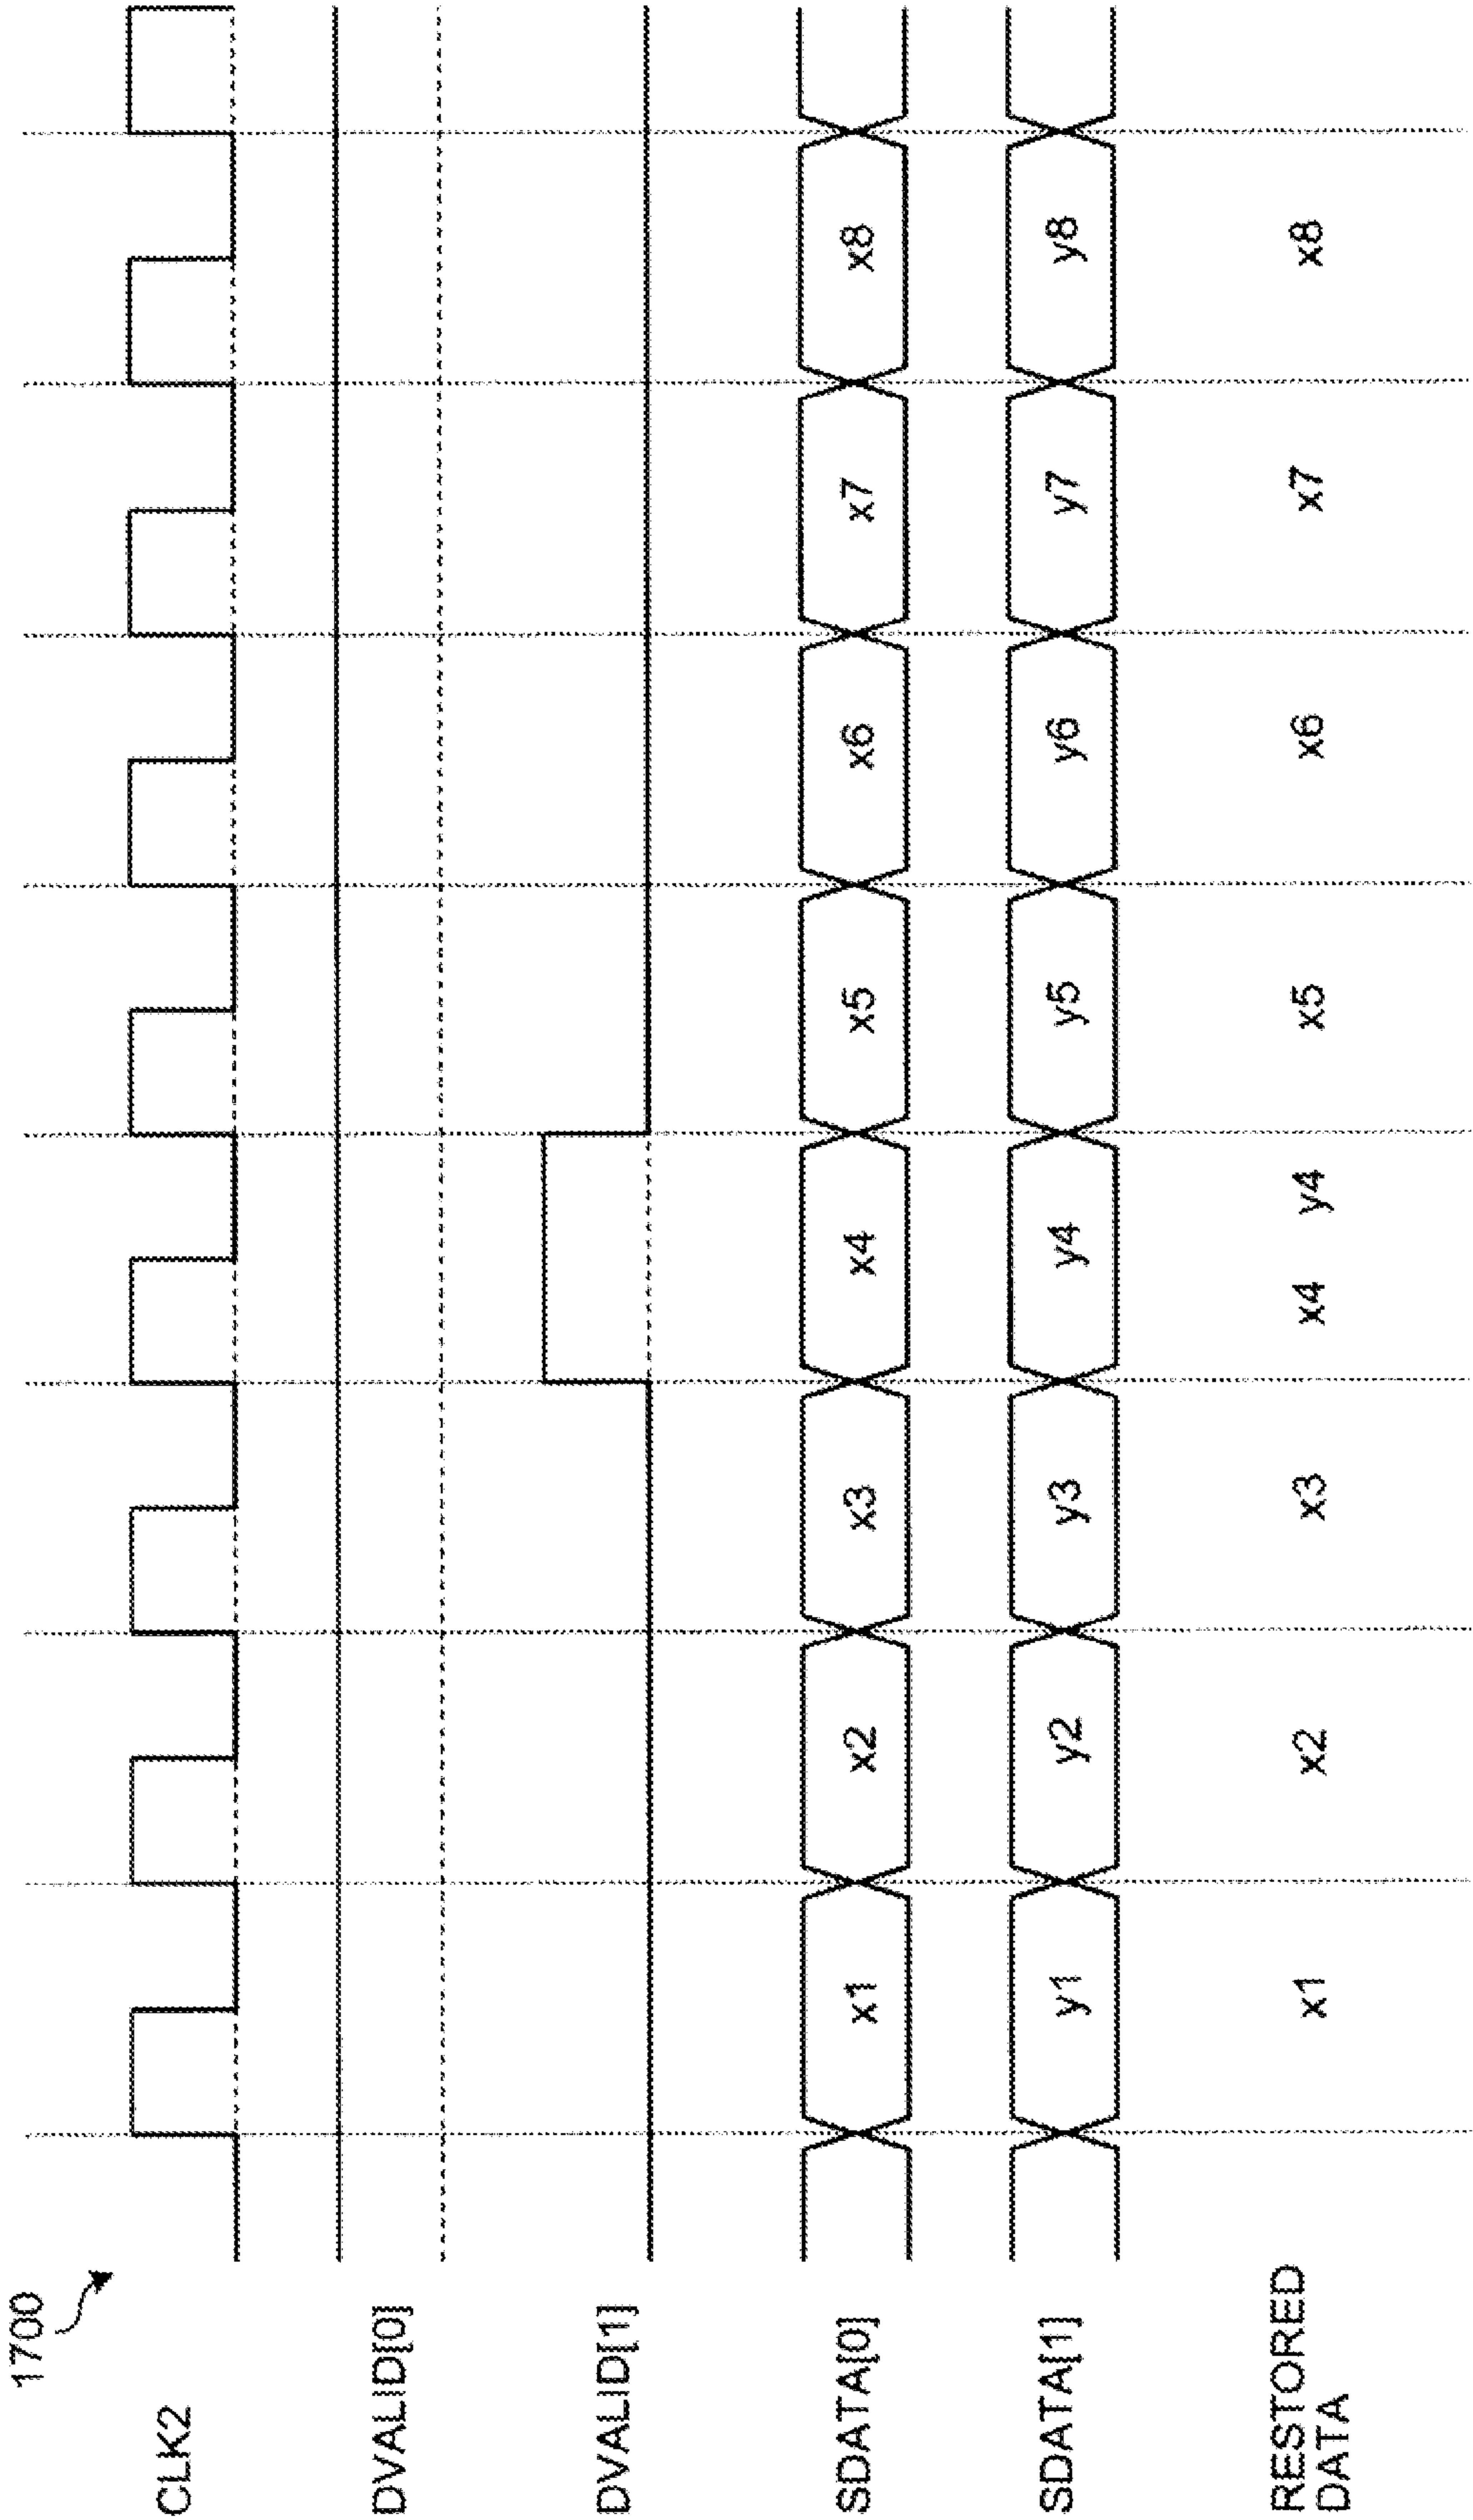 1700
CLK2
DVALID[0]
DVALID[1]
SDATA[0] x1 x2 x3 x4 x5 x6 x7 x8
SDATA[1] y1 y2 y3 y4 y5 y6 y7 y8
RESTORED
DATA
x1 x2 x3 x4 y4 x5 x6 x7 x8